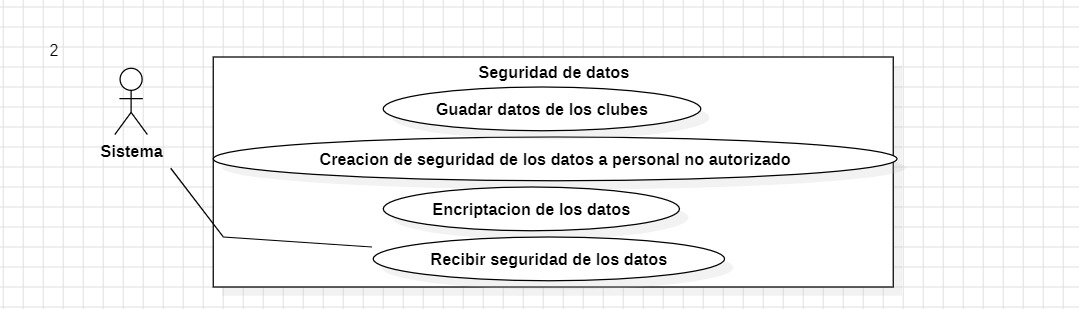 2
Seguridad de datos
Guadar datos de los clubes
Sistema
Creacion de seguridad de los datos a personal no autorizado
Encriptacion de los datos
Recibir seguridad de los datos